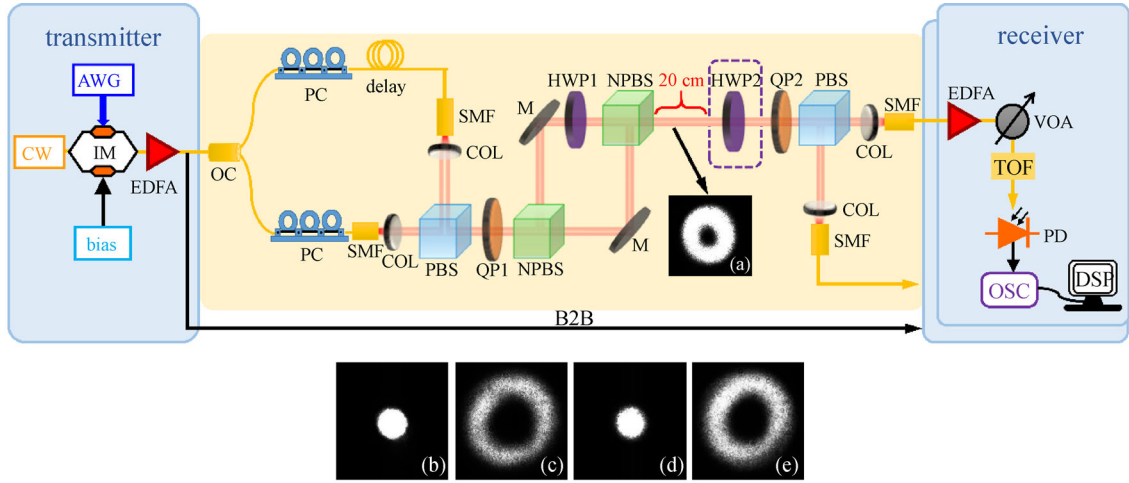 transmitter
receiver
AWG
CW
IM
EDFA
bias
OC
PC
delay
SMF
COL
PC
SMF
COL
PBS
QP1
NPBS
M
M
HWP1
NPBS
20 cm
HWP2
QP2
PBS
COL
SMF
COL
SMF
(a)
EDFA
VOA
TOF
PD
OSC
DSP
B2B
(b)
(c)
(d)
(e)